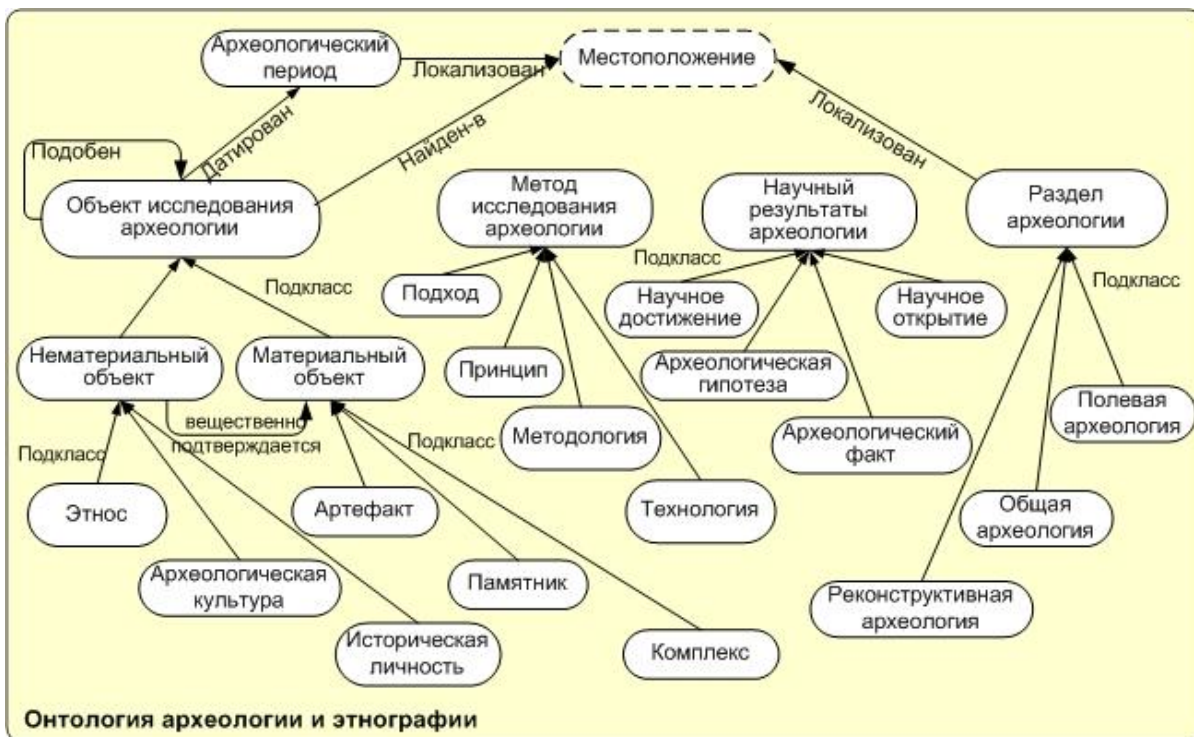 Археологический
период
Локализован
Местоположение
Подобен
Датирован
Найден-в
Локализован
Объект исследования
археологии
Метод
исследования
археологии
Научный
результаты
археологии
Раздел
археологии
Подкласс
Подкласс
Подкласс
Подход
Научное
достижение
Научное
открытие
Нематериальный
объект
Материальный
объект
Принцип
Археологическая
гипотеза
Полевая
археология
вещественно
подтверждается
Подкласс
Подкласс
Методология
Археологический
факт
Этнос
Артефакт
Технология
Общая
археология
Археологическая
культура
Памятник
Реконструктивная
археология
Историческая
личность
Комплекс
Онтология археологии и этнографии